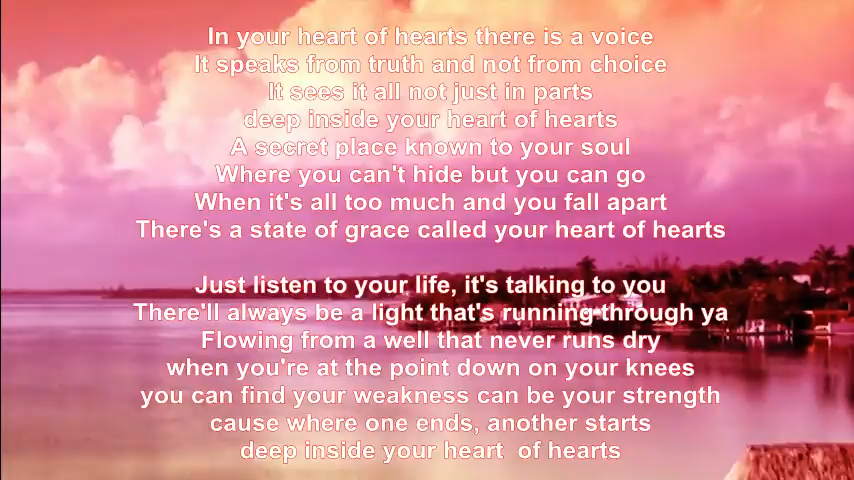 In your heart of hearts there is a voice
It speaks from truth and not from choice
It sees it all not just in parts
deep inside your heart of hearts
A secret place known to your soul
Where you can't hide but you can go
When it's all too much and you fall apart
There's a state of grace called your heart of hearts
Just listen to your life, it's talking to you
There'll always be a light that's running through ya
Flowing from a well that never runs dry
when you're at the point down on your knees
you can find your weakness can be your strength
cause where one ends, another starts
deep inside your heart  of hearts